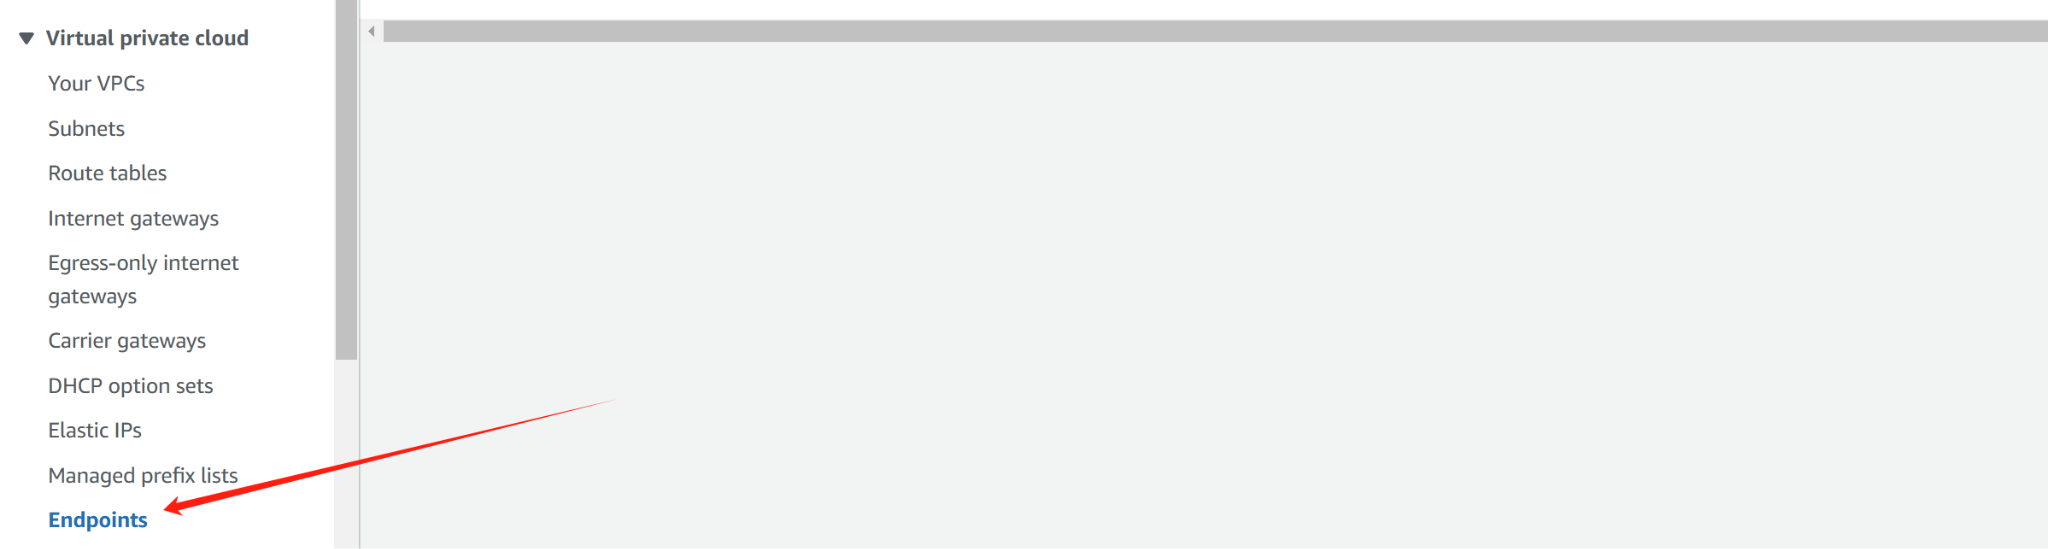 Virtual private cloud
Your VPCs
Subnets
Route tables
Internet gateways
Egress-only internet
gateways
Carrier gateways
DHCP option sets
Elastic IPs
Managed prefix lists
Endpoints